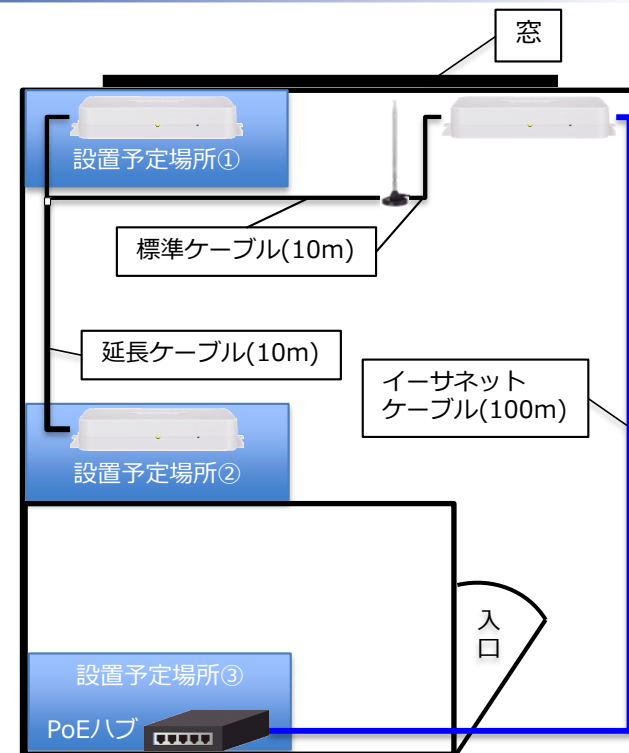 窓
設置予定場所①
標準ケーブル(10m)
延長ケーブル(10m)
イーサネット
ケーブル(100m)
設置予定場所②
入
口
設置予定場所③
PoEハブ